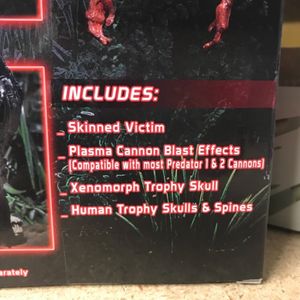 INCLUDES:
_ Skinned Victim
_ Plasma Cannon Blast Effects
(Compatible with most Predator 1 & 2 Cannons)
_ Xenomorph Trophy Skull
_ Human Trophy Skulls & Spines